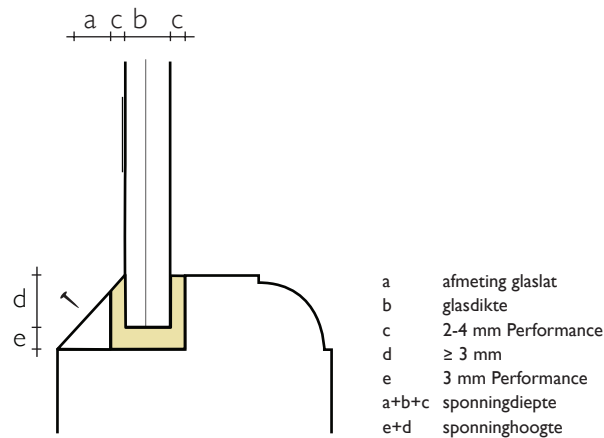 a c b c
d
e
a afmeting glaslat
b glasdikte
c 2-4 mm Performance
d ≥ 3 mm
e 3 mm Performance
a+b+c sponningdiepte
e+d sponninghoogte